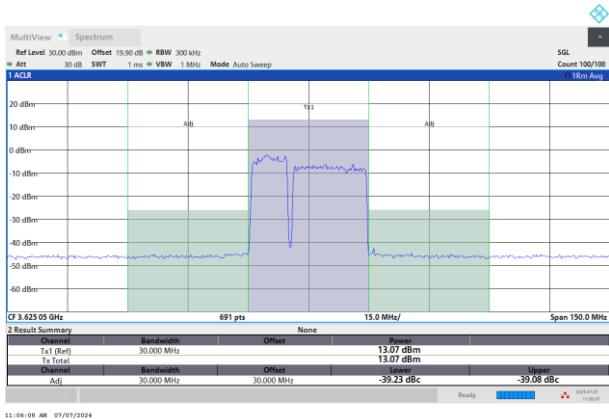 MultiView Spectrum
Ref Level 30.00 dBm Offset 19.90 dB RBW 300 kHz SGL
Att 30 dB SWT 1 ms VBW 1 MHz Mode Auto Sweep Count 100/100
1 ACLR 1Rm Avg
20 dBm
Tx1
10 dBm
Adj
Adj
0 dBm
-10 dBm
-20 dBm
-30 dBm
-40 dBm
-50 dBm
-60 dBm
CF 3.625 05 GHz 691 pts 15.0 MHz/ Span 150.0 MHz
2 Result Summary None
Channel Bandwidth Offset Power
Tx1 (Ref) 30.000 MHz 13.07 dBm
Tx Total 13.07 dBm
Channel Bandwidth Offset Lower Upper
Adj 30.000 MHz 30.000 MHz -39.23 dBc -39.08 dBc
Ready 2024-07-07
11:06:07
11:06:08 AM 07/07/2024